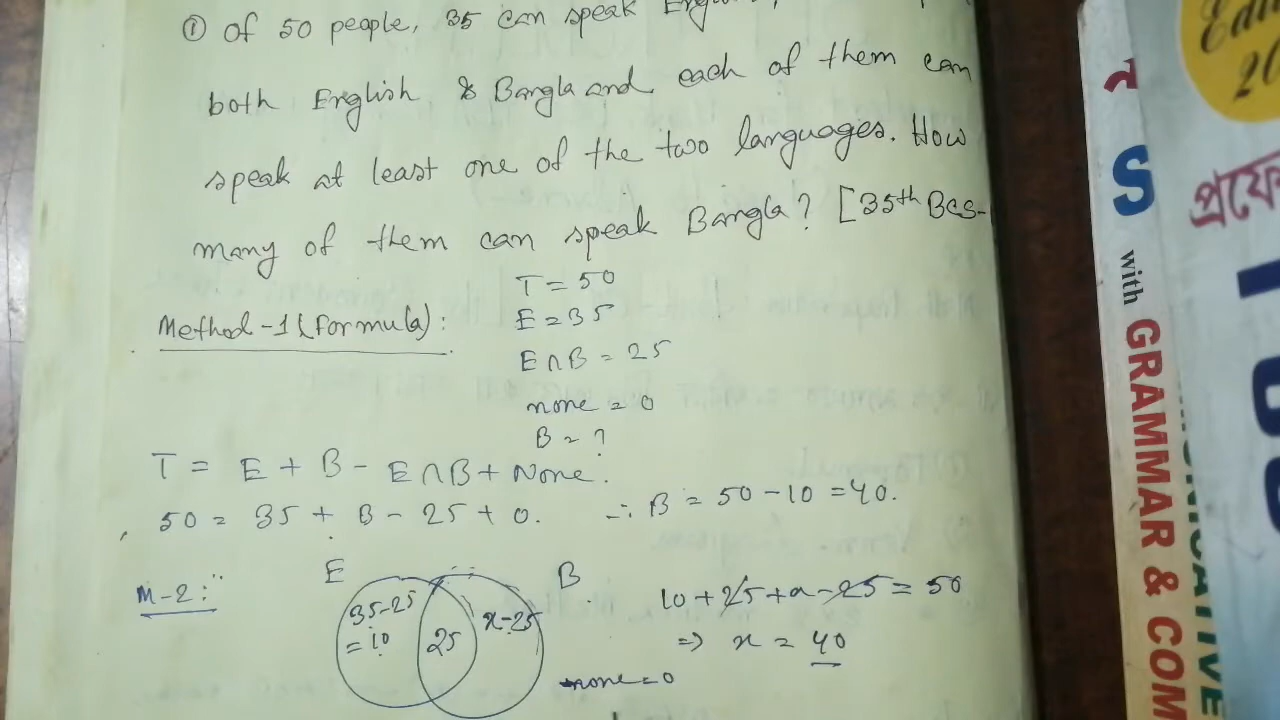 ① Of 50 people, 35 can speak
both English & Bangla and each of them can
speak at least one of the two languages. How
many of them can speak Bangla? [35th BCS-
T = 50
Method-1 (Formula):
E = 35
E∩B = 25
none = 0
B = ?
T = E + B - E∩B + None.
50 = 35 + B - 25 + 0.
∴ B = 50 - 10 = 40.
M-2:
E
B
35-25
= 10
25
x-25
none = 0
10 + 25 + x - 25 = 50
⇒ x = 40
S with GRAMMAR & COM